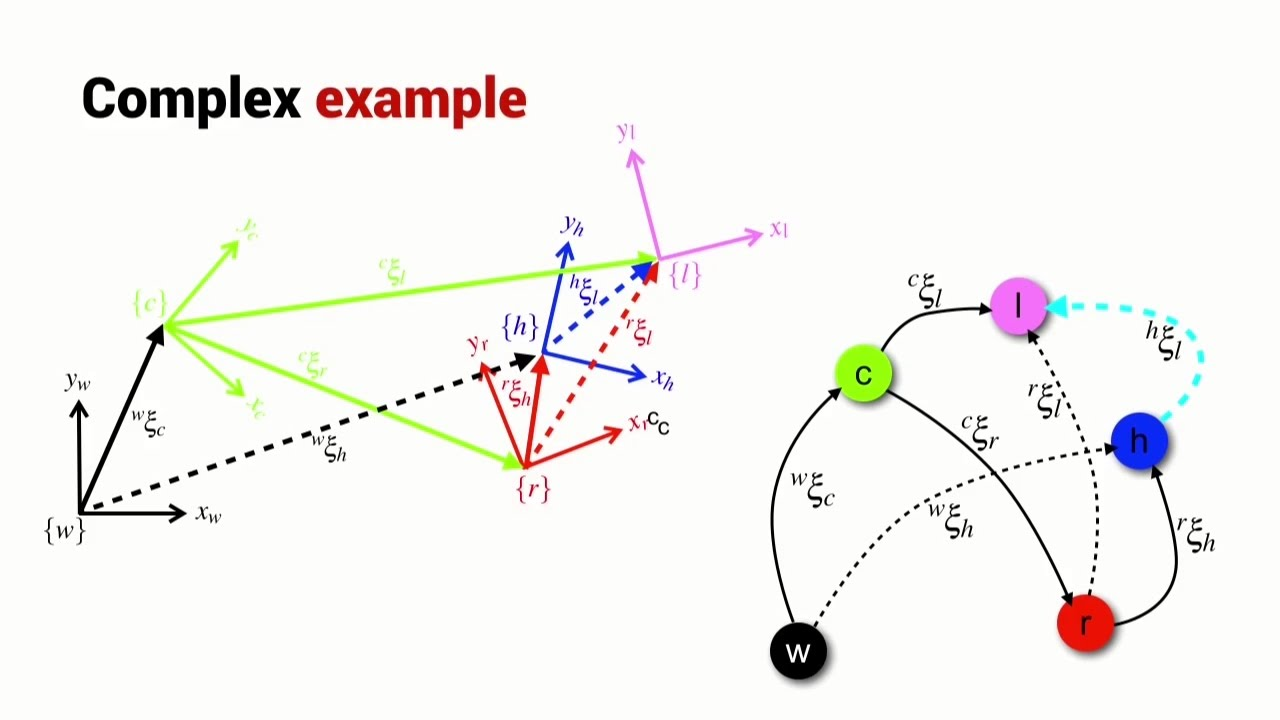 Complex example
yl
xl
{l}
yc
{c}
xc
ᶜξl
ᶜξr
yh
ʰξl
{h}
xh
ʳξl
yr
ʳξh
xr
CC
{r}
yw
ʷξc
ʷξh
{w}
xw
ᶜξl
l
ʰξl
c
ʳξl
ᶜξr
h
ʷξc
ʷξh
ʳξh
r
w